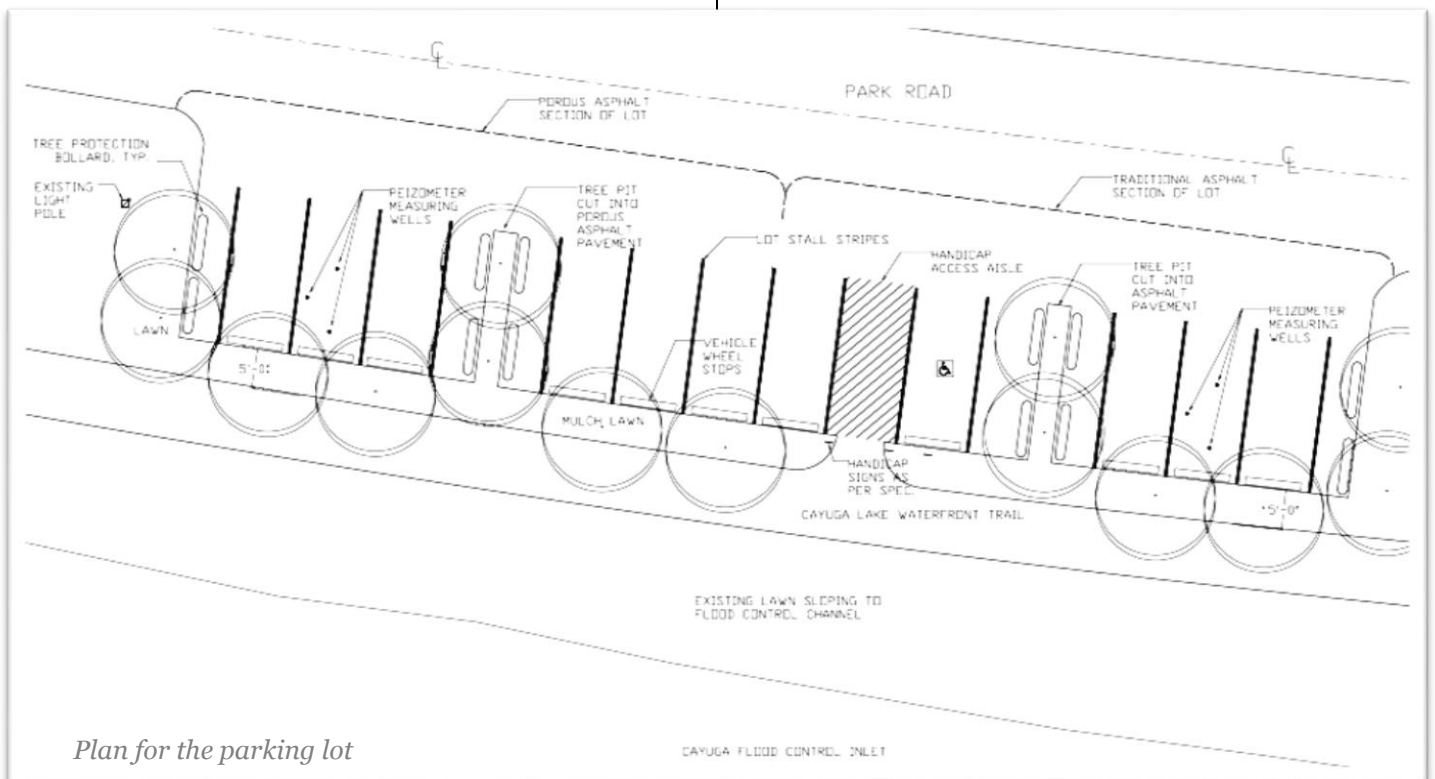 PARK ROAD
POROUS ASPHALT
SECTION OF LOT
TREE PROTECTION
BOLLARD, TYP.
EXISTING
LIGHT
POLE
PEIZOMETER
MEASURING
WELLS
TREE PIT
CUT INTO
POROUS
ASPHALT
PAVEMENT
TRADITIONAL ASPHALT
SECTION OF LOT
LOT STALL STRIPES
HANDICAP
ACCESS AISLE
TREE PIT
CUT INTO
ASPHALT
PAVEMENT
PEIZOMETER
MEASURING
WELLS
LAWN
5'-0"
VEHICLE
WHEEL
STOPS
MULCH LAWN
HANDICAP
SIGNS AS
PER SPEC.
5'-0"
CAYUGA LAKE WATERFRONT TRAIL
EXISTING LAWN SLOPING TO
FLOOD CONTROL CHANNEL
Plan for the parking lot
CAYUGA FLOOD CONTROL INLET